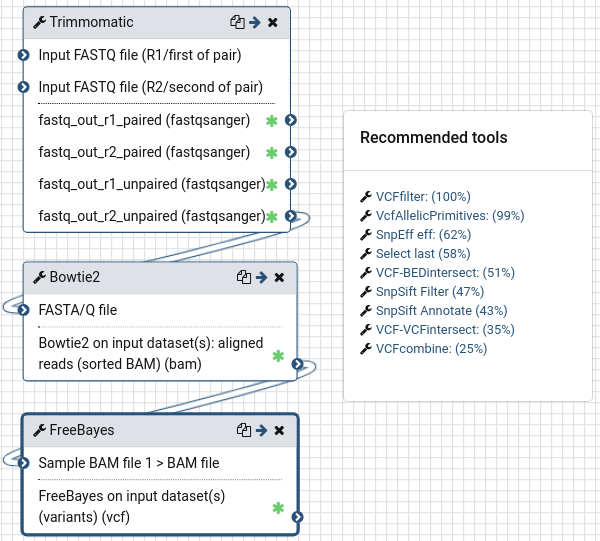 Trimmomatic
Input FASTQ file (R1/first of pair)
Input FASTQ file (R2/second of pair)
fastq_out_r1_paired (fastqsanger)
fastq_out_r2_paired (fastqsanger)
fastq_out_r1_unpaired (fastqsanger)
fastq_out_r2_unpaired (fastqsanger)
Bowtie2
FASTA/Q file
Bowtie2 on input dataset(s): aligned
reads (sorted BAM) (bam)
FreeBayes
Sample BAM file 1 > BAM file
FreeBayes on input dataset(s)
(variants) (vcf)
Recommended tools
VCFfilter: (100%)
VcfAllelicPrimitives: (99%)
SnpEff eff: (62%)
Select last (58%)
VCF-BEDintersect: (51%)
SnpSift Filter (47%)
SnpSift Annotate (43%)
VCF-VCFintersect: (35%)
VCFcombine: (25%)